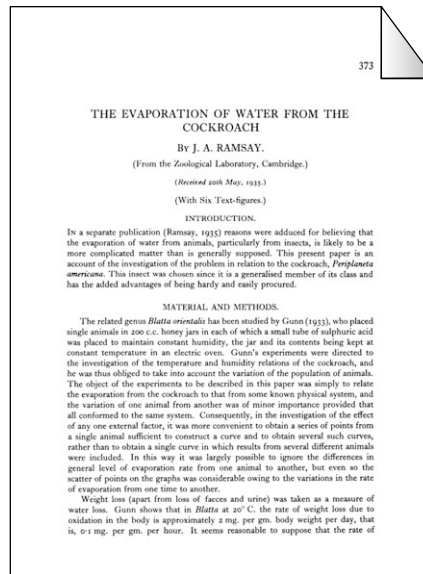 373
THE EVAPORATION OF WATER FROM THE
COCKROACH
BY J. A. RAMSAY.
(From the Zoological Laboratory, Cambridge.)
(Received 20th May, 1935.)
(With Six Text-figures.)
INTRODUCTION.
IN a separate publication (Ramsay, 1935) reasons were adduced for believing that
the evaporation of water from animals, particularly from insects, is likely to be a
more complicated matter than is generally supposed. This present paper is an
account of the investigation of the problem in relation to the cockroach, Periplaneta
americana. This insect was chosen since it is a generalised member of its class and
has the added advantages of being hardy and easily procured.
MATERIAL AND METHODS.
The related genus Blatta orientalis has been studied by Gunn (1933), who placed
single animals in 200 c.c. honey jars in each of which a small tube of sulphuric acid
was placed to maintain constant humidity, the jar and its contents being kept at
constant temperature in an electric oven. Gunn's experiments were directed to
the investigation of the temperature and humidity relations of the cockroach, and
he was thus obliged to take into account the variation of the population of animals.
The object of the experiments to be described in this paper was simply to relate
the evaporation from the cockroach to that from some known physical system, and
the variation of one animal from another was of minor importance provided that
all conformed to the same system. Consequently, in the investigation of the effect
of any one external factor, it was more convenient to obtain a series of points from
a single animal sufficient to construct a curve and to obtain several such curves,
rather than to obtain a single curve in which results from several different animals
were included. In this way it was largely possible to ignore the differences in
general level of evaporation rate from one animal to another, but even so the
scatter of points on the graphs was considerable owing to the variations in the rate
of evaporation from one time to another.
Weight loss (apart from loss of faeces and urine) was taken as a measure of
water loss. Gunn shows that in Blatta at 20° C. the rate of weight loss due to
oxidation in the body is approximately 2 mg. per gm. body weight per day, that
is, 0·1 mg. per gm. per hour. It seems reasonable to suppose that the rate of